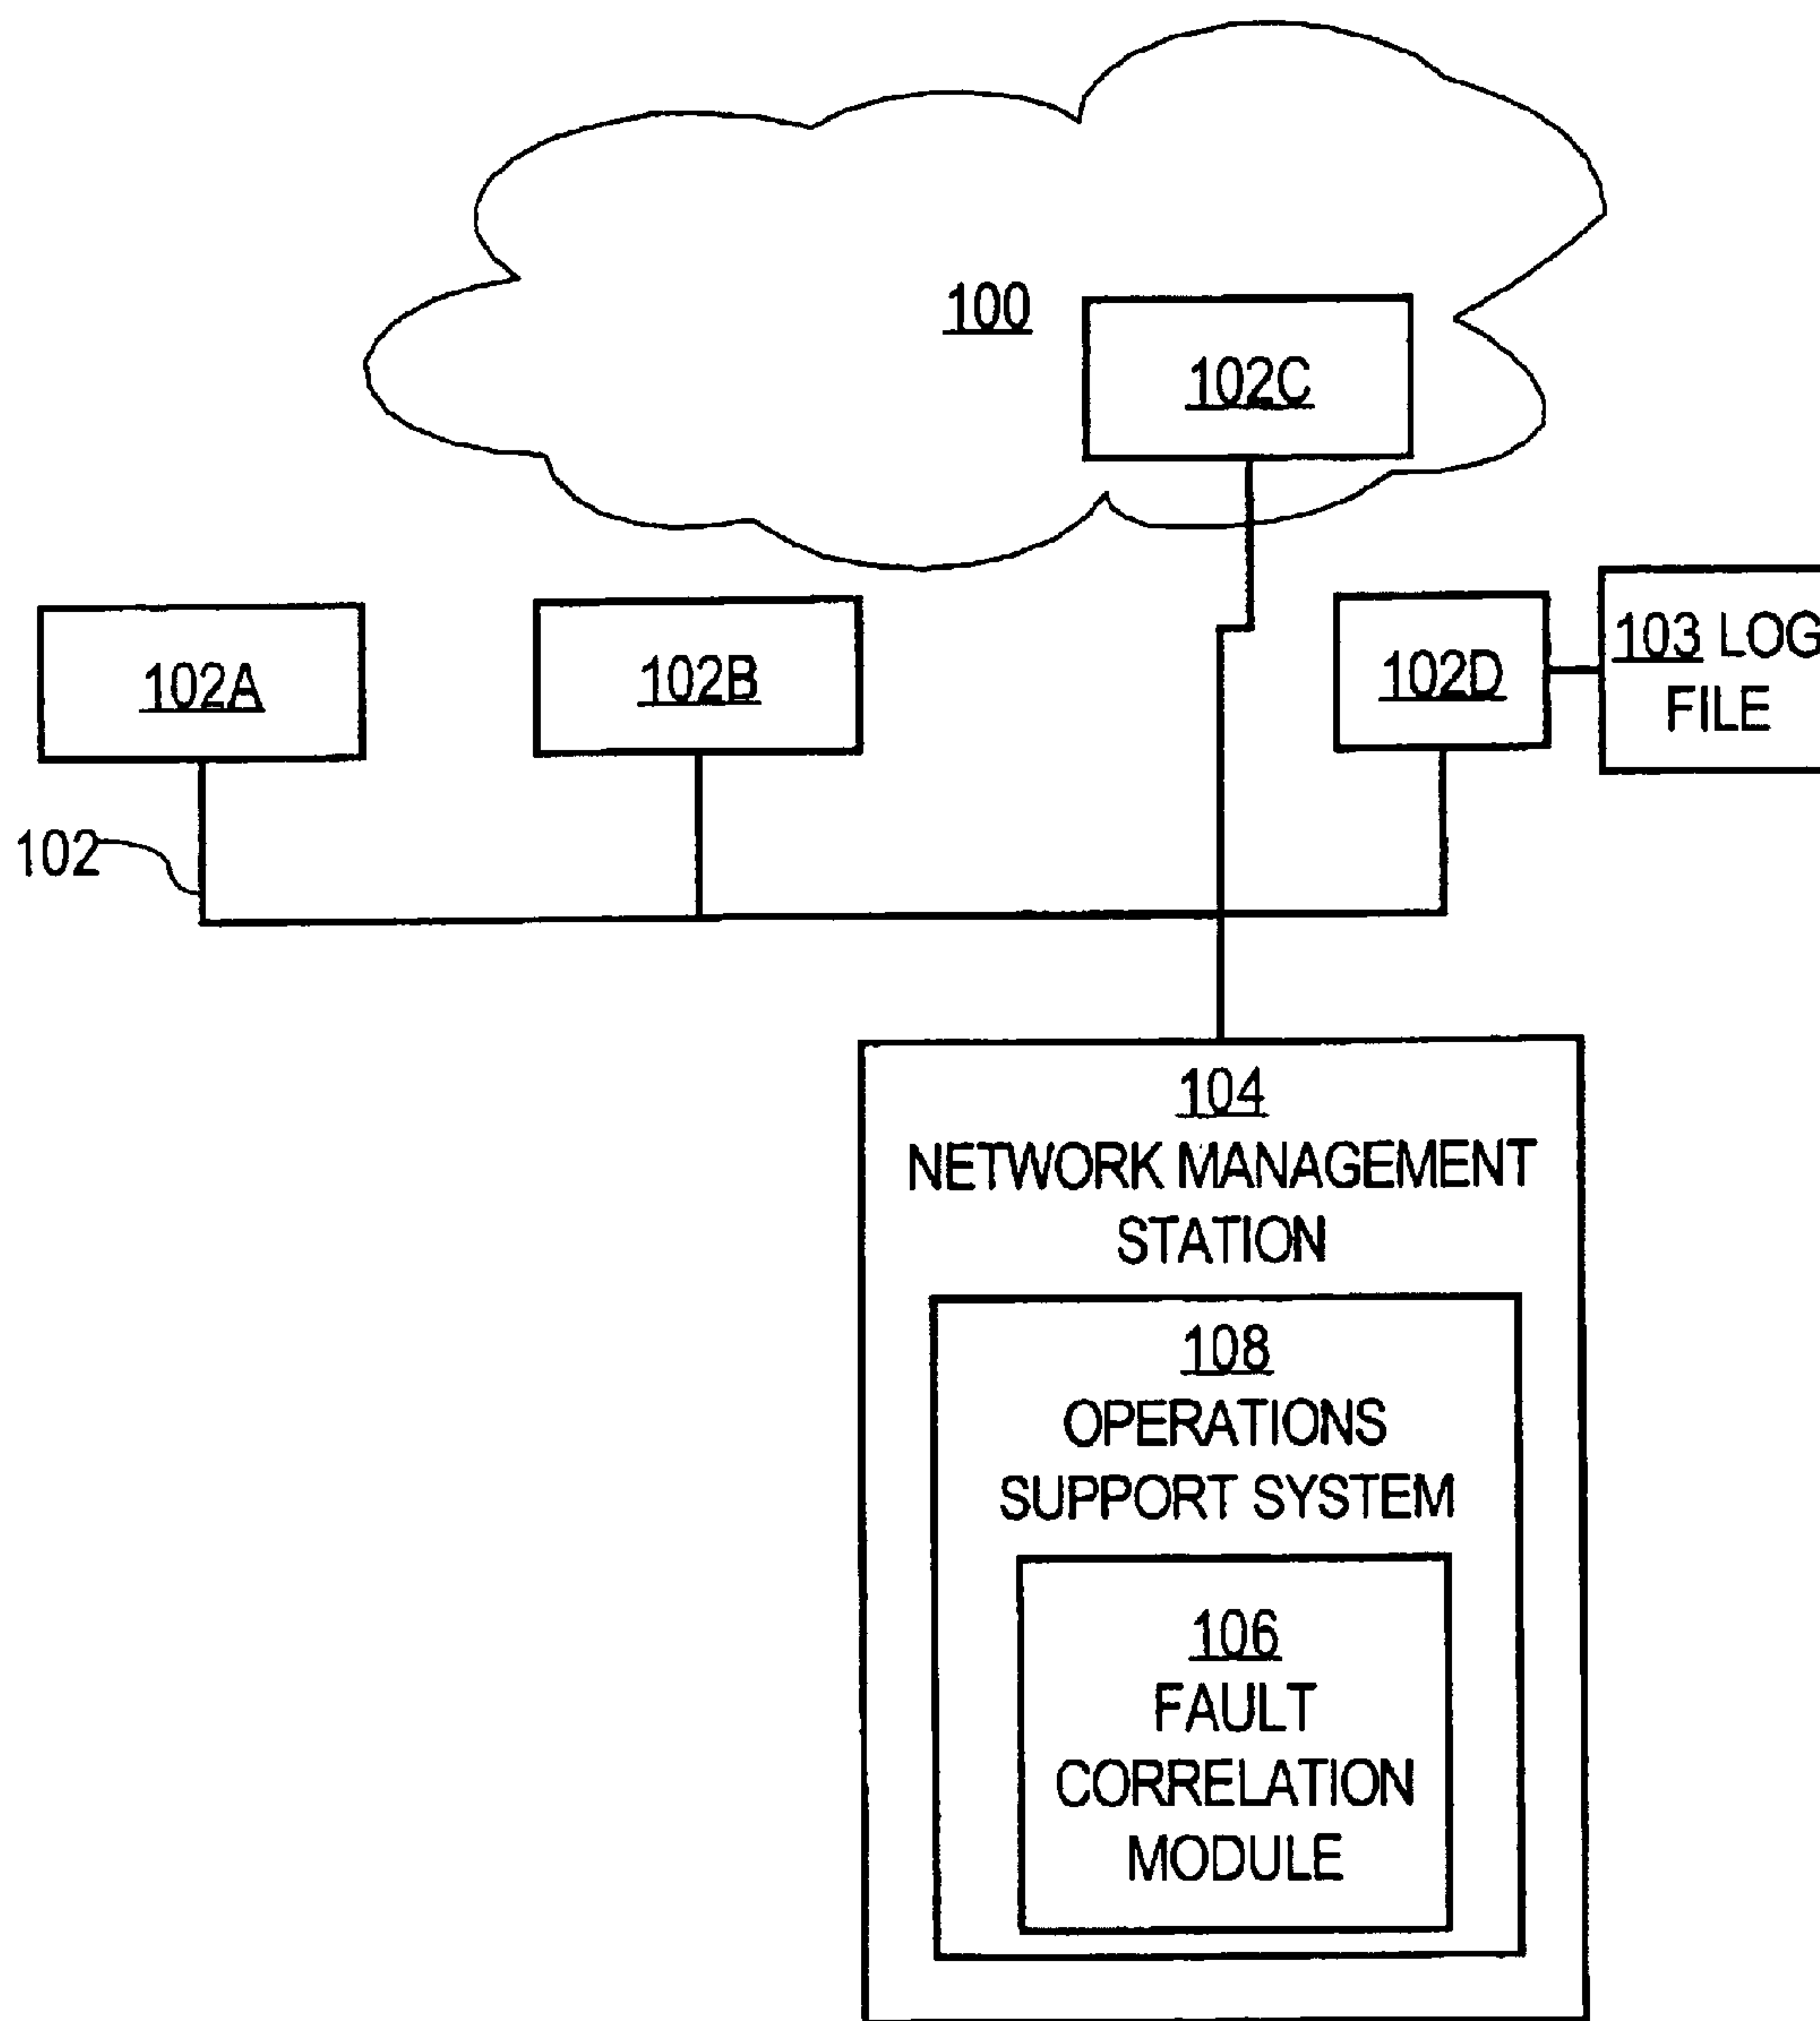 100
102C
102A
102B
102D
103 LOG
FILE
102
104
NETWORK MANAGEMENT
STATION
108
OPERATIONS
SUPPORT SYSTEM
106
FAULT
CORRELATION
MODULE